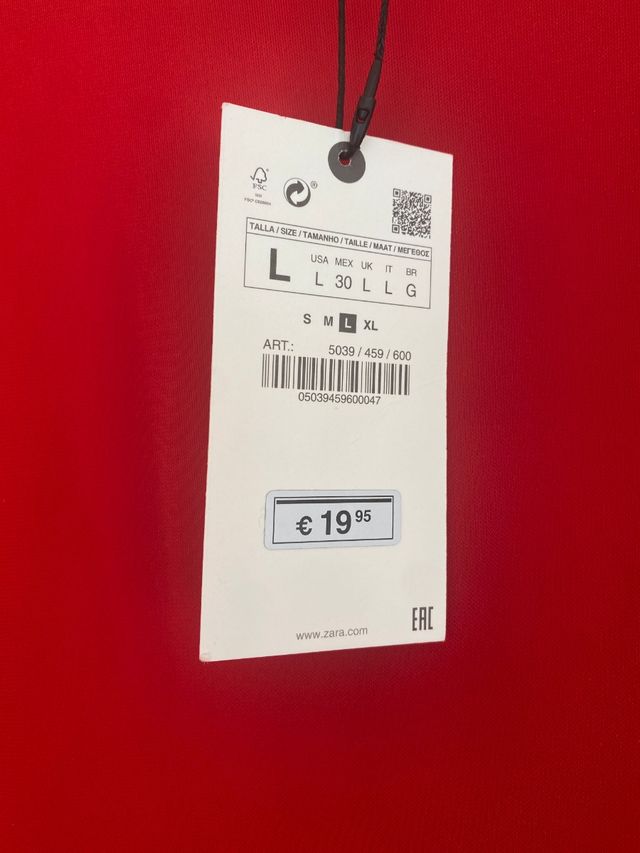 FSC
®
TALLA / SIZE / TAMANHO / TAILLE / MAAT / ΜΕΓΕΘΟΣ
L
USA MEX UK IT BR
L 30 L L G
S M L XL
ART.: 5039 / 459 / 600
05039459600047
€ 19 95
www.zara.com
EAC